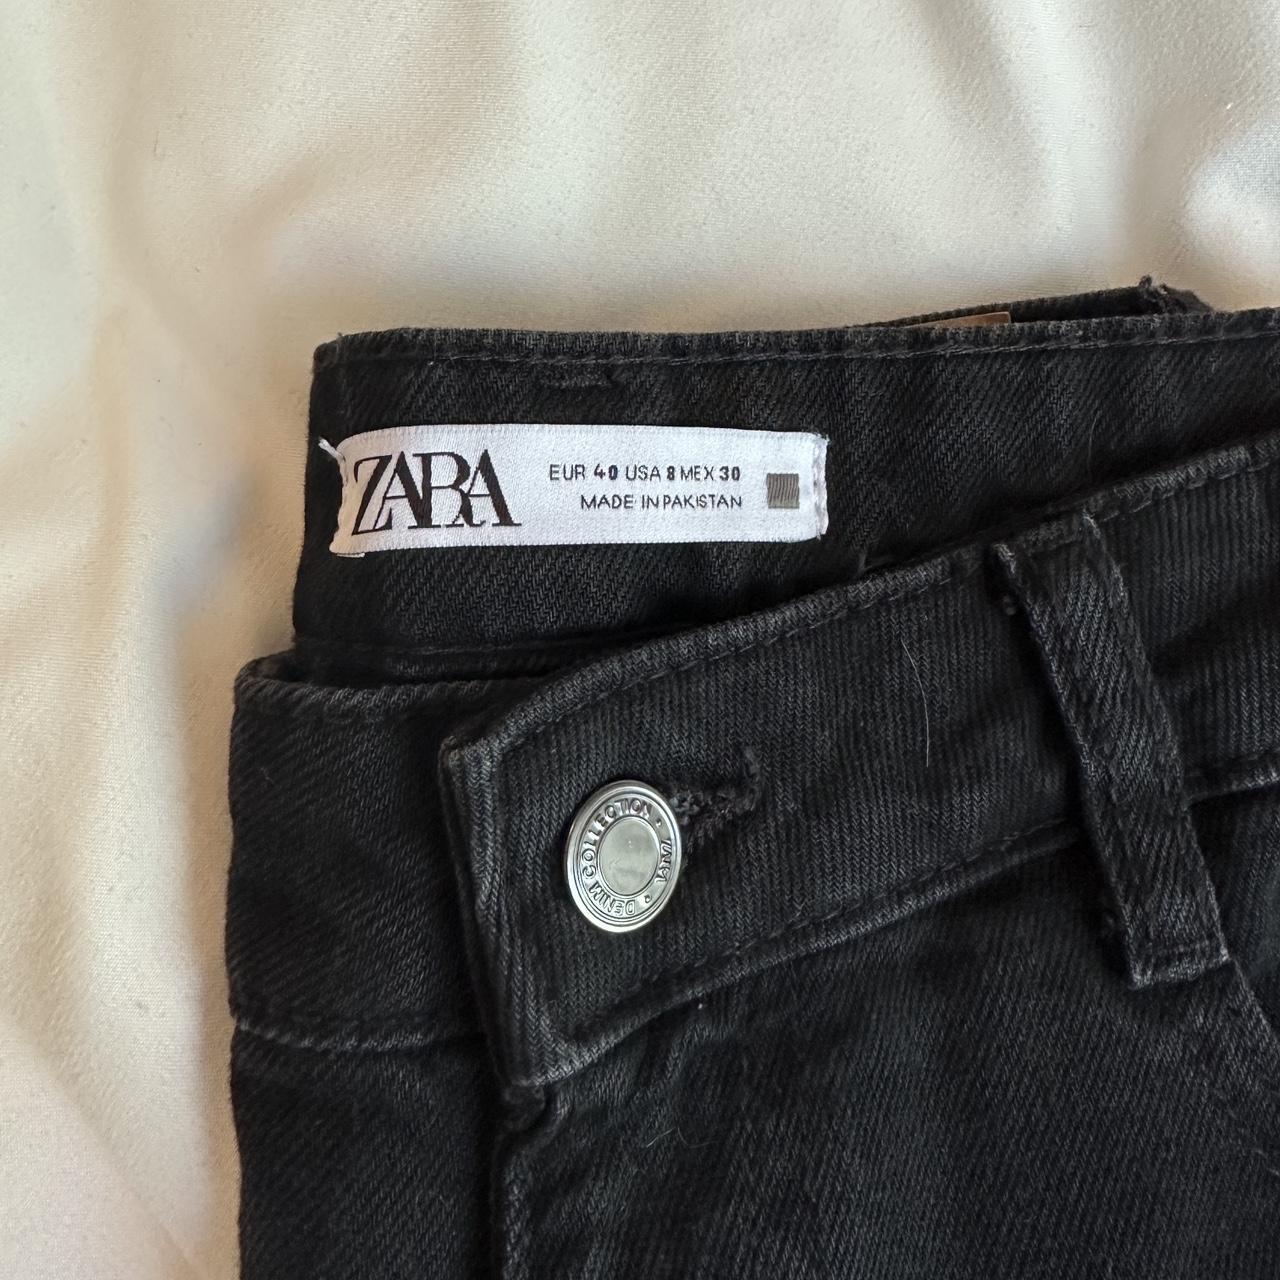 ZARA
EUR 40 USA 8 MEX 30
MADE IN PAKISTAN
DENIM COLLECTION • ZARA •